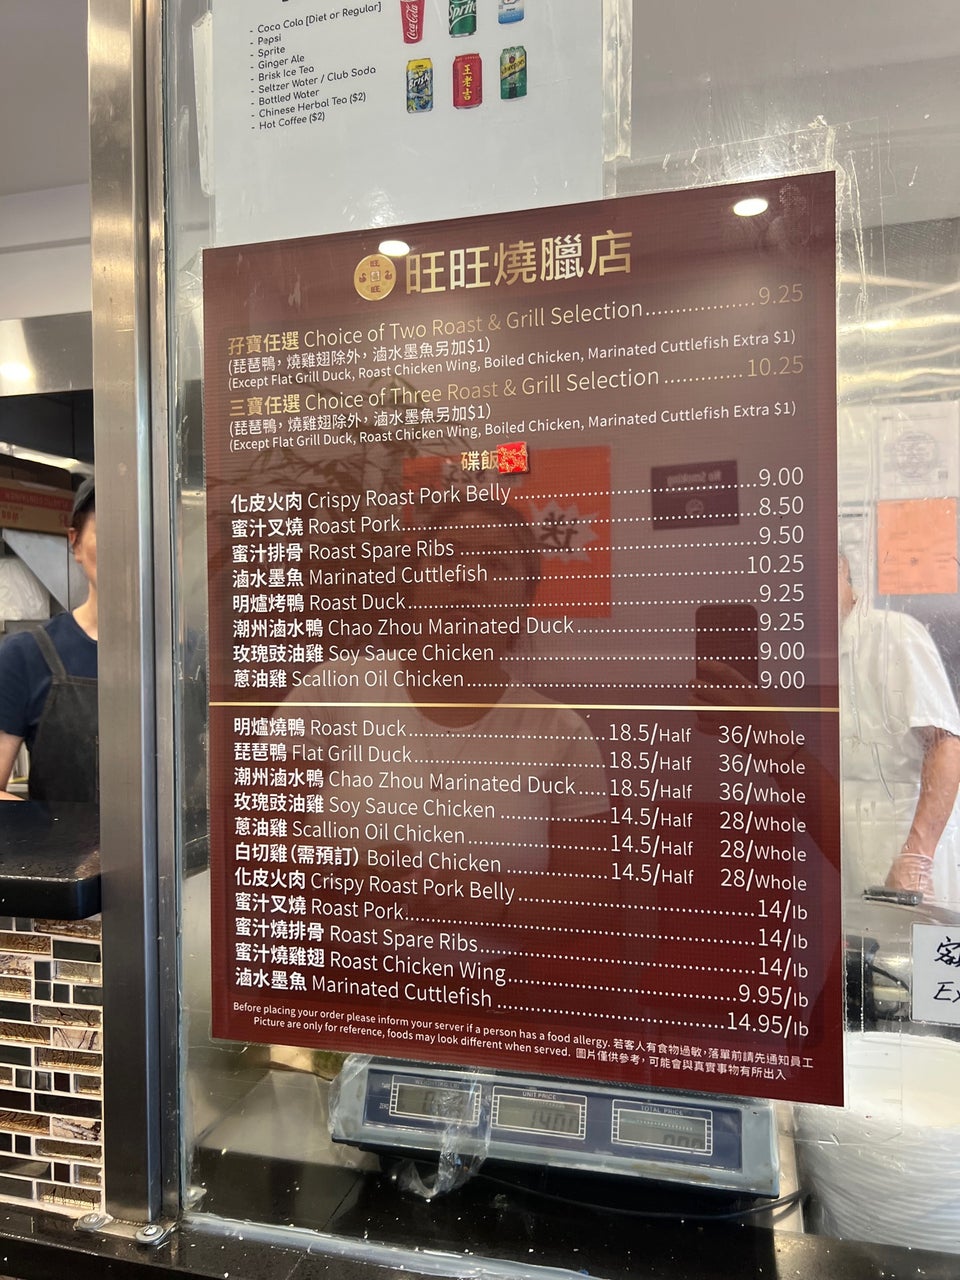 - Coca Cola [Diet or Regular]
- Pepsi
- Sprite
- Ginger Ale
- Brisk Ice Tea
- Seltzer Water / Club Soda
- Bottled Water
- Chinese Herbal Tea ($2)
- Hot Coffee ($2)
Coca-Cola
Sprite
王老吉
旺旺燒臘店
孖寶任選 Choice of Two Roast & Grill Selection..............9.25
(琵琶鴨，燒雞翅除外，滷水墨魚另加$1)
(Except Flat Grill Duck, Roast Chicken Wing, Boiled Chicken, Marinated Cuttlefish Extra $1)
三寶任選 Choice of Three Roast & Grill Selection............10.25
(琵琶鴨，燒雞翅除外，滷水墨魚另加$1)
(Except Flat Grill Duck, Roast Chicken Wing, Boiled Chicken, Marinated Cuttlefish Extra $1)
碟飯
化皮火肉 Crispy Roast Pork Belly..............................9.00
蜜汁叉燒 Roast Pork..............................8.50
蜜汁排骨 Roast Spare Ribs..............................9.50
滷水墨魚 Marinated Cuttlefish..............................10.25
明爐烤鴨 Roast Duck..............................9.25
潮州滷水鴨 Chao Zhou Marinated Duck..............................9.25
玫瑰豉油雞 Soy Sauce Chicken..............................9.00
蔥油雞 Scallion Oil Chicken..............................9.00
明爐燒鴨 Roast Duck..............................18.5/Half 36/Whole
琵琶鴨 Flat Grill Duck..............................18.5/Half 36/Whole
潮州滷水鴨 Chao Zhou Marinated Duck.....18.5/Half 36/Whole
玫瑰豉油雞 Soy Sauce Chicken..................14.5/Half 28/Whole
蔥油雞 Scallion Oil Chicken..................14.5/Half 28/Whole
白切雞(需預訂) Boiled Chicken..................14.5/Half 28/Whole
化皮火肉 Crispy Roast Pork Belly..............................14/lb
蜜汁叉燒 Roast Pork..............................14/lb
蜜汁燒排骨 Roast Spare Ribs..............................14/lb
蜜汁燒雞翅 Roast Chicken Wing..............................9.95/lb
滷水墨魚 Marinated Cuttlefish..............................14.95/lb
Before placing your order please inform your server if a person has a food allergy. 若客人有食物過敏，落單前請先通知員工
Picture are only for reference, foods may look different when served. 圖片僅供參考，可能會與真實事物有所出入
UNIT PRICE
TOTAL PRICE